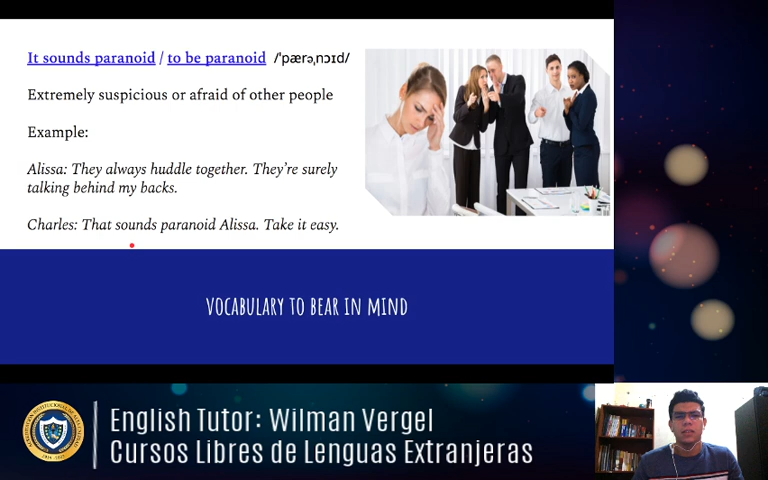 It sounds paranoid / to be paranoid /ˈpærəˌnɔɪd/
Extremely suspicious or afraid of other people
Example:
Alissa: They always huddle together. They’re surely
talking behind my backs.
Charles: That sounds paranoid Alissa. Take it easy.
VOCABULARY TO BEAR IN MIND
English Tutor: Wilman Vergel
Cursos Libres de Lenguas Extranjeras